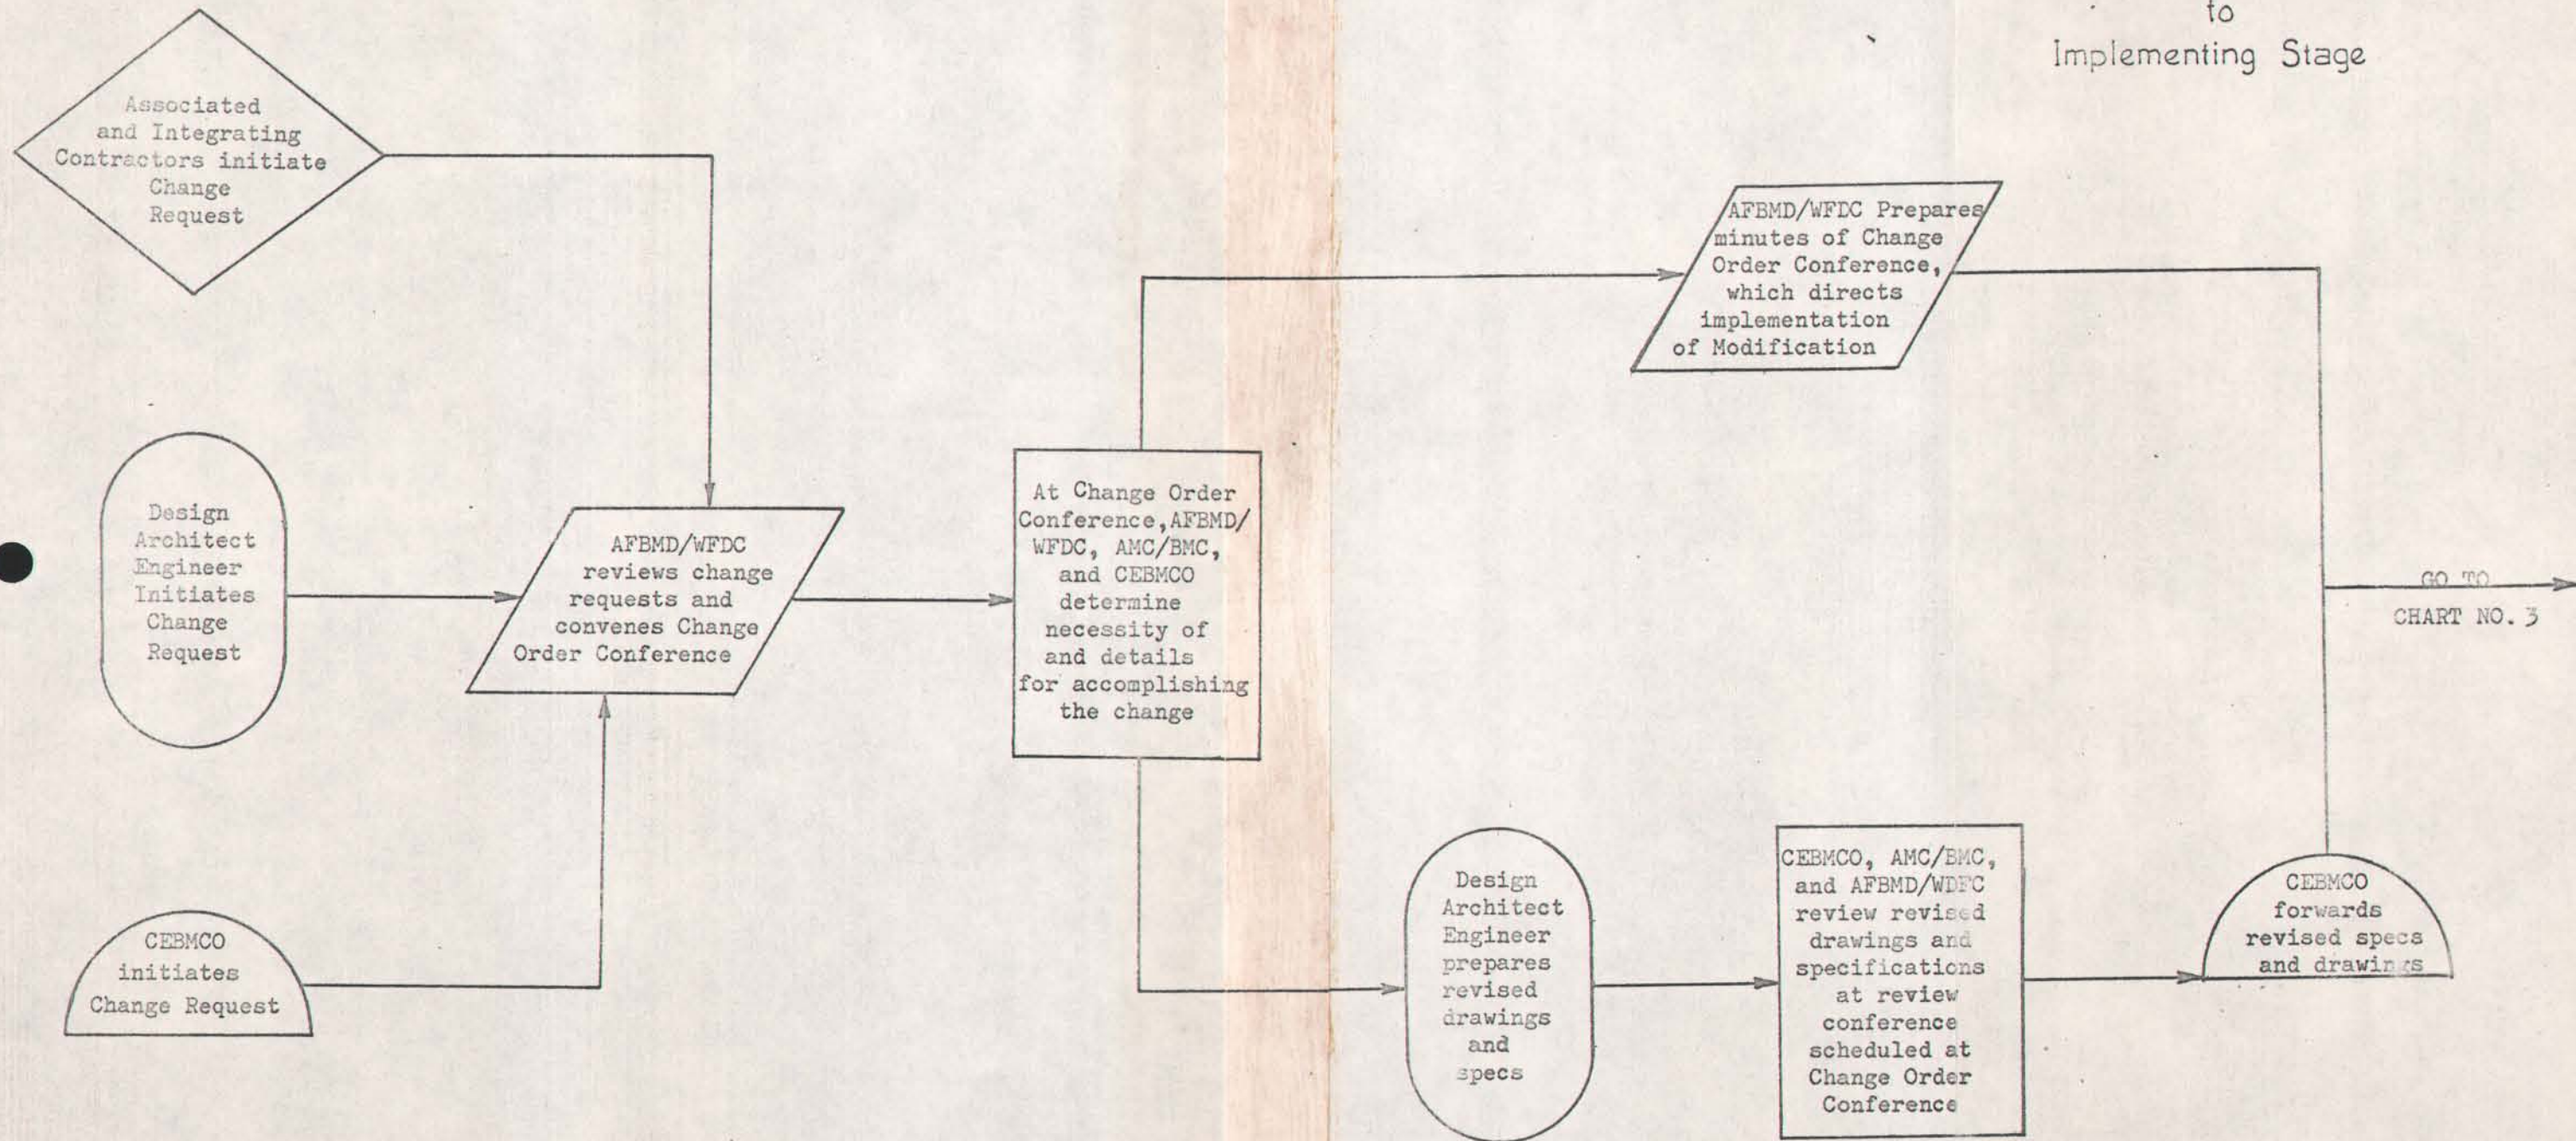 to
Implementing Stage
Associated
and Integrating
Contractors initiate
Change
Request
Design
Architect
Engineer
Initiates
Change
Request
CEBMCO
initiates
Change Request
AFBMD/WFDC
reviews change
requests and
convenes Change
Order Conference
At Change Order
Conference, AFBMD/
WFDC, AMC/BMC,
and CEBMCO
determine
necessity of
and details
for accomplishing
the change
AFBMD/WFDC Prepares
minutes of Change
Order Conference,
which directs
implementation
of Modification
Design
Architect
Engineer
prepares
revised
drawings
and
specs
CEBMCO, AMC/BMC,
and AFBMD/WDFC
review revised
drawings and
specifications
at review
conference
scheduled at
Change Order
Conference
CEBMCO
forwards
revised specs
and drawings
GO TO
CHART NO. 3